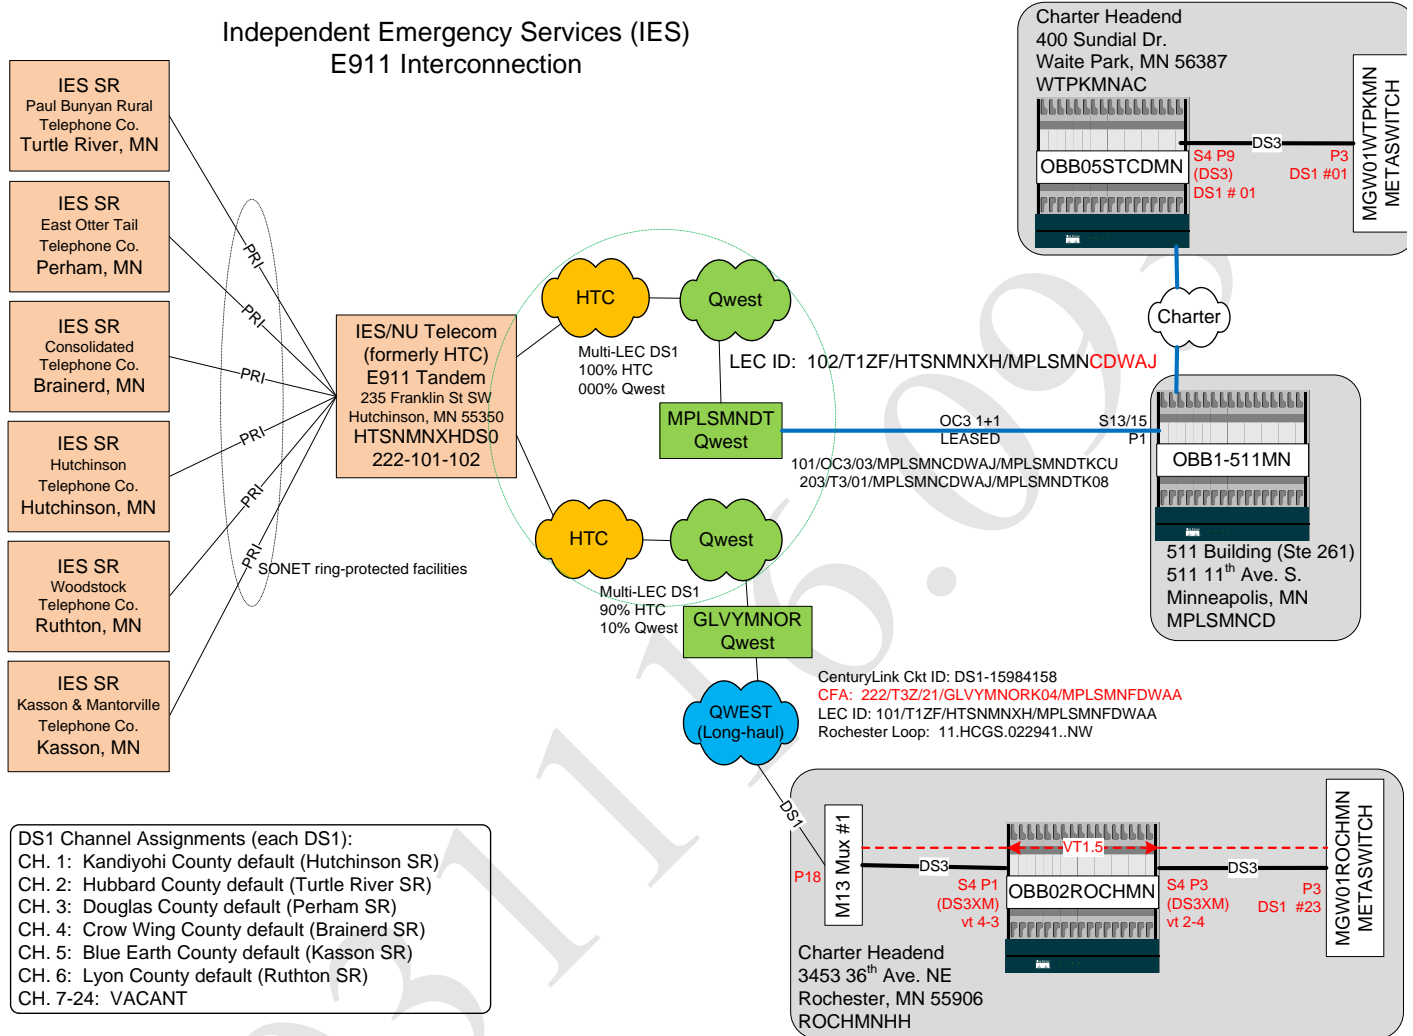 Independent Emergency Services (IES)
E911 Interconnection
IES SR
Paul Bunyan Rural
Telephone Co.
Turtle River, MN
IES SR
East Otter Tail
Telephone Co.
Perham, MN
IES SR
Consolidated
Telephone Co.
Brainerd, MN
IES SR
Hutchinson
Telephone Co.
Hutchinson, MN
IES SR
Woodstock
Telephone Co.
Ruthton, MN
IES SR
Kasson & Mantorville
Telephone Co.
Kasson, MN
PRI
PRI
PRI
PRI
PRI
PRI
SONET ring-protected facilities
IES/NU Telecom
(formerly HTC)
E911 Tandem
235 Franklin St SW
Hutchinson, MN 55350
HTSNMNXHDS0
222-101-102
HTC
Qwest
Multi-LEC DS1
100% HTC
000% Qwest
LEC ID: 102/T1ZF/HTSNMNXH/MPLSMNCDWAJ
MPLSMNDT
Qwest
OC3 1+1
LEASED
S13/15
P1
101/OC3/03/MPLSMNCDWAJ/MPLSMNDTKCU
203/T3/01/MPLSMNCDWAJ/MPLSMNDTK08
HTC
Qwest
Multi-LEC DS1
90% HTC
10% Qwest
GLVYMNOR
Qwest
QWEST
(Long-haul)
CenturyLink Ckt ID: DS1-15984158
CFA: 222/T3Z/21/GLVYMNORK04/MPLSMNFDWAA
LEC ID: 101/T1ZF/HTSNMNXH/MPLSMNFDWAA
Rochester Loop: 11.HCGS.022941..NW
DS1
Charter Headend
400 Sundial Dr.
Waite Park, MN 56387
WTPKMNAC
OBB05STCDMN
DS3
S4 P9
(DS3)
DS1 # 01
P3
DS1 #01
MGW01WTPKMN
METASWITCH
Charter
OBB1-511MN
511 Building (Ste 261)
511 11th Ave. S.
Minneapolis, MN
MPLSMNCD
P18
M13 Mux #1
DS3
VT1.5
S4 P1
(DS3XM)
vt 4-3
OBB02ROCHMN
DS3
S4 P3
(DS3XM)
vt 2-4
P3
DS1 #23
MGW01ROCHMN
METASWITCH
Charter Headend
3453 36th Ave. NE
Rochester, MN 55906
ROCHMNHH
DS1 Channel Assignments (each DS1):
CH. 1: Kandiyohi County default (Hutchinson SR)
CH. 2: Hubbard County default (Turtle River SR)
CH. 3: Douglas County default (Perham SR)
CH. 4: Crow Wing County default (Brainerd SR)
CH. 5: Blue Earth County default (Kasson SR)
CH. 6: Lyon County default (Ruthton SR)
CH. 7-24: VACANT